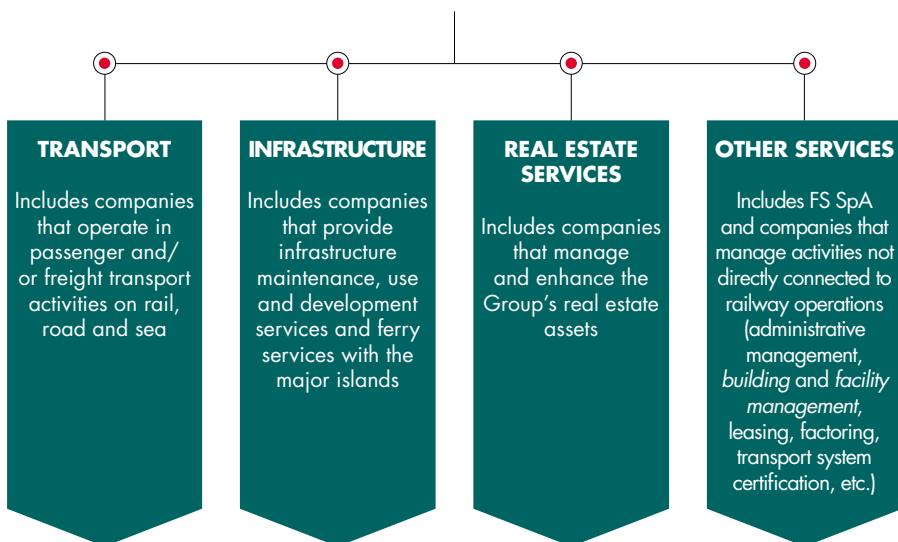 TRANSPORT
Includes companies
that operate in
passenger and/
or freight transport
activities on rail,
road and sea
INFRASTRUCTURE
Includes companies
that provide
infrastructure
maintenance, use
and development
services and ferry
services with the
major islands
REAL ESTATE
SERVICES
Includes companies
that manage
and enhance the
Group’s real estate
assets
OTHER SERVICES
Includes FS SpA
and companies that
manage activities not
directly connected to
railway operations
(administrative
management,
building and facility
management,
leasing, factoring,
transport system
certification, etc.)